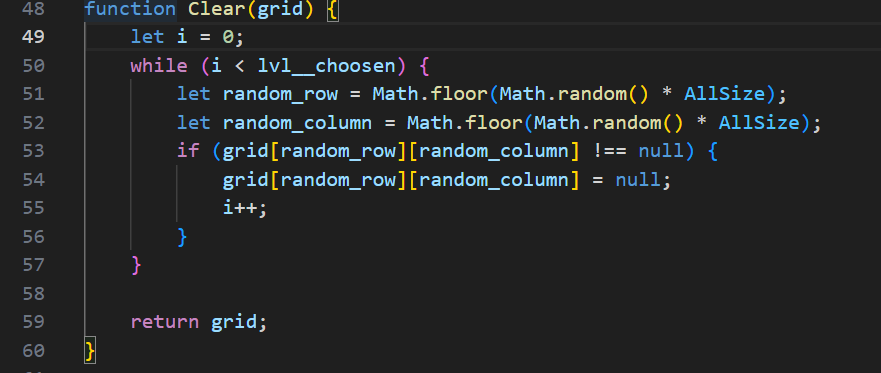 48 function Clear(grid) {
49 let i = 0;
50 while (i < lvl__choosen) {
51 let random_row = Math.floor(Math.random() * AllSize);
52 let random_column = Math.floor(Math.random() * AllSize);
53 if (grid[random_row][random_column] !== null) {
54 grid[random_row][random_column] = null;
55 i++;
56 }
57 }
58
59 return grid;
60 }